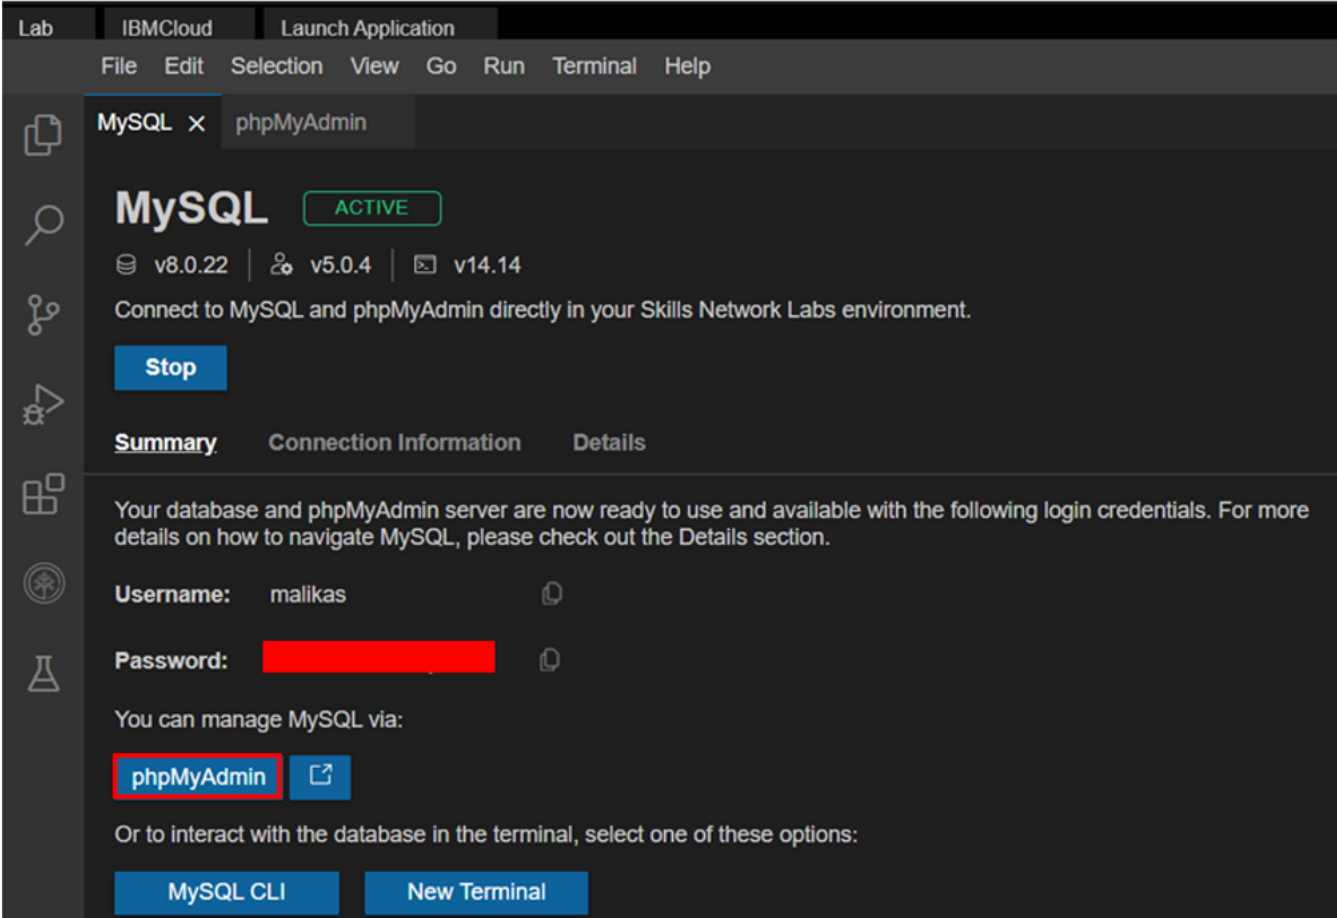 Lab IBMCloud Launch Application
File Edit Selection View Go Run Terminal Help
MySQL phpMyAdmin
MySQL ACTIVE
v8.0.22 v5.0.4 v14.14
Connect to MySQL and phpMyAdmin directly in your Skills Network Labs environment.
Stop
Summary Connection Information Details
Your database and phpMyAdmin server are now ready to use and available with the following login credentials. For more
details on how to navigate MySQL, please check out the Details section.
Username: malikas
Password:
You can manage MySQL via:
phpMyAdmin
Or to interact with the database in the terminal, select one of these options:
MySQL CLI New Terminal